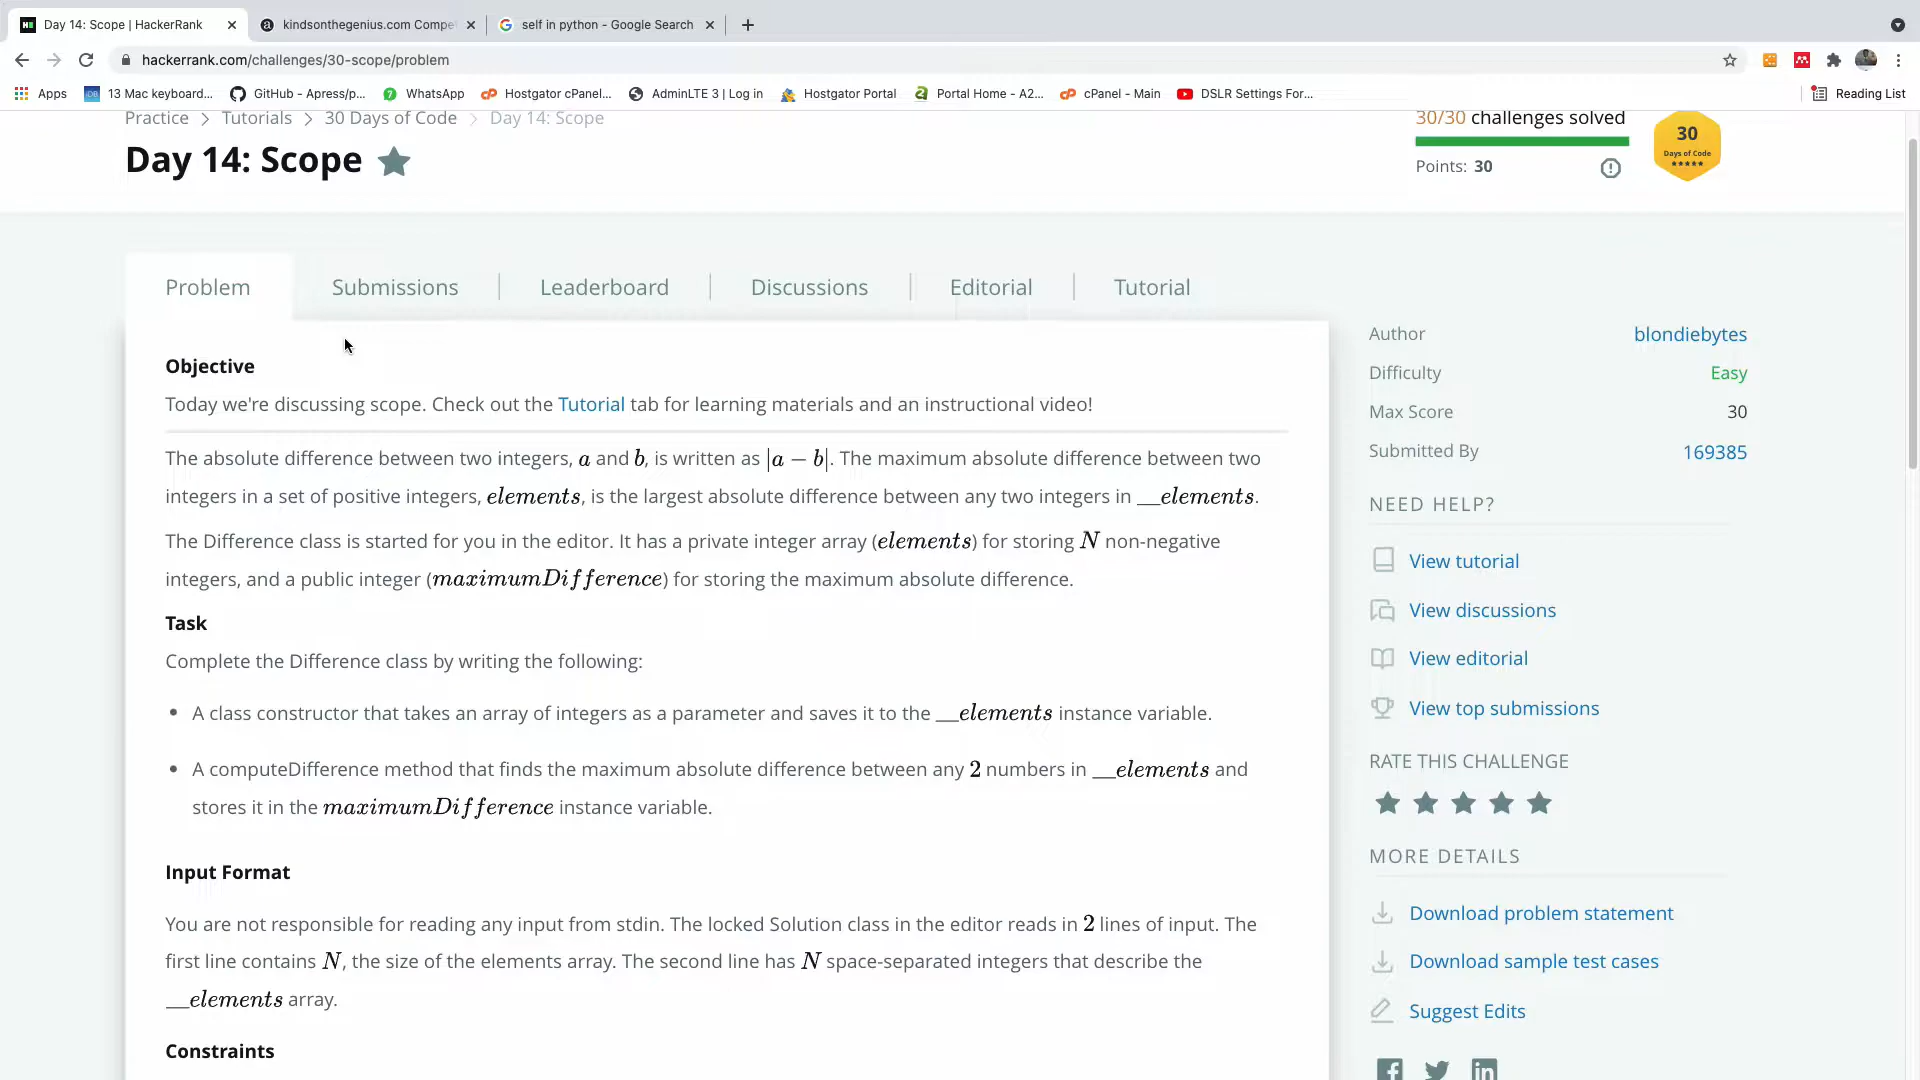 Day 14: Scope | HackerRank
kindsonthegenius.com Compe
self in python - Google Search
hackerrank.com/challenges/30-scope/problem
Apps
13 Mac keyboard...
GitHub - Apress/p...
WhatsApp
Hostgator cPanel...
AdminLTE 3 | Log in
Hostgator Portal
Portal Home - A2...
cPanel - Main
DSLR Settings For...
Reading List
Practice > Tutorials > 30 Days of Code > Day 14: Scope
Day 14: Scope
30/30 challenges solved
Points: 30
30
Days of Code
Problem
Submissions
Leaderboard
Discussions
Editorial
Tutorial
Objective
Today we're discussing scope. Check out the Tutorial tab for learning materials and an instructional video!
The absolute difference between two integers, a and b, is written as |a − b|. The maximum absolute difference between two
integers in a set of positive integers, elements, is the largest absolute difference between any two integers in __elements.
The Difference class is started for you in the editor. It has a private integer array (elements) for storing N non-negative
integers, and a public integer (maximumDifference) for storing the maximum absolute difference.
Task
Complete the Difference class by writing the following:
• A class constructor that takes an array of integers as a parameter and saves it to the __elements instance variable.
• A computeDifference method that finds the maximum absolute difference between any 2 numbers in __elements and
stores it in the maximumDifference instance variable.
Input Format
You are not responsible for reading any input from stdin. The locked Solution class in the editor reads in 2 lines of input. The
first line contains N, the size of the elements array. The second line has N space-separated integers that describe the
__elements array.
Constraints
Author blondiebytes
Difficulty Easy
Max Score 30
Submitted By 169385
NEED HELP?
View tutorial
View discussions
View editorial
View top submissions
RATE THIS CHALLENGE
MORE DETAILS
Download problem statement
Download sample test cases
Suggest Edits